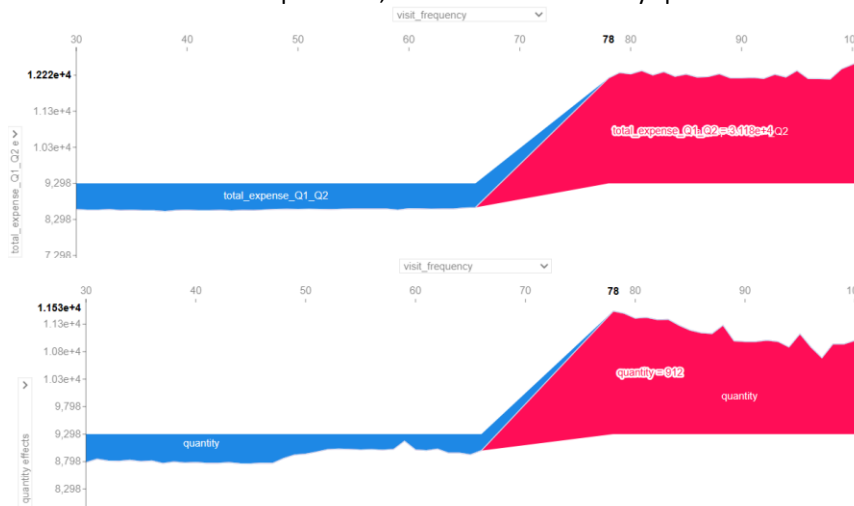 visit_frequency
30 40 50 60 70 78 80 90 10
1.222e+4
1.13e+4
1.03e+4
9,298
8,298
7,298
total_expense_Q1_Q2 e
total_expense_Q1_Q2
total_expense_Q1_Q2 = 3.118e+4
visit_frequency
30 40 50 60 70 78 80 90 10
1.153e+4
1.13e+4
1.08e+4
1.03e+4
9,798
9,298
8,798
8,298
quantity effects
quantity
quantity = 912
quantity